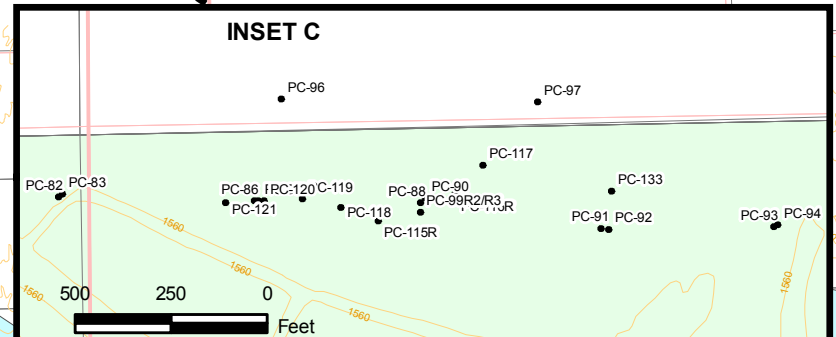 INSET C
PC-96
PC-97
PC-117
PC-82
PC-83
PC-133
PC-86
PC-120
PC-88
PC-90
PC-121
PC-118
PC-99R2/R3
PC-115R
PC-91
PC-92
PC-93
PC-94
1560
1560
1560
1560
1560
500 250 0
Feet